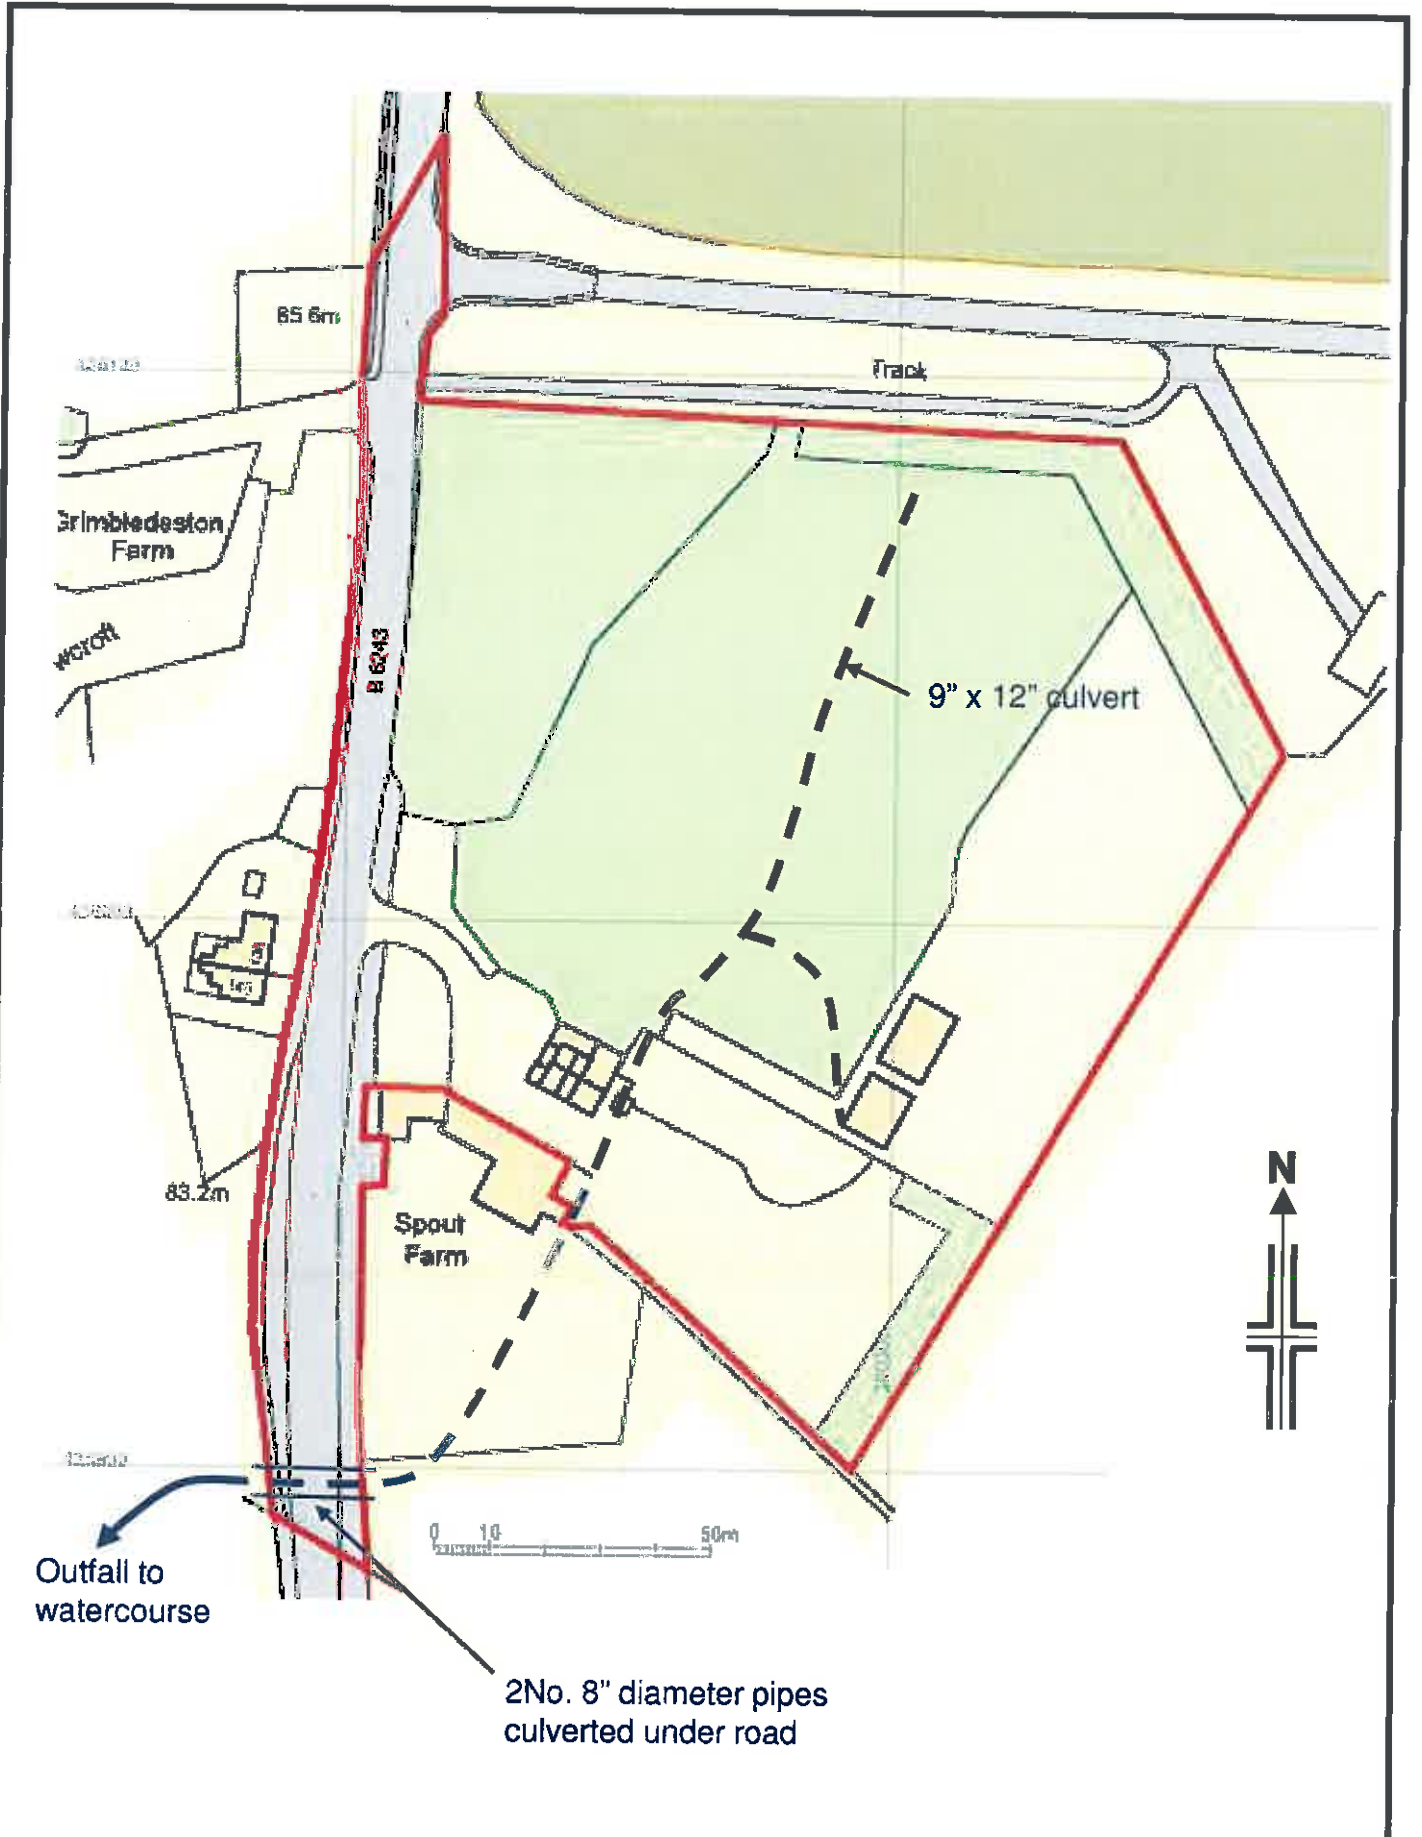 85.6m
Track
Grimbledeston
Farm
B 6243
9” x 12” culvert
83.2m
Spout
Farm
N
0 10 50m
Outfall to
watercourse
2No. 8” diameter pipes
culverted under road